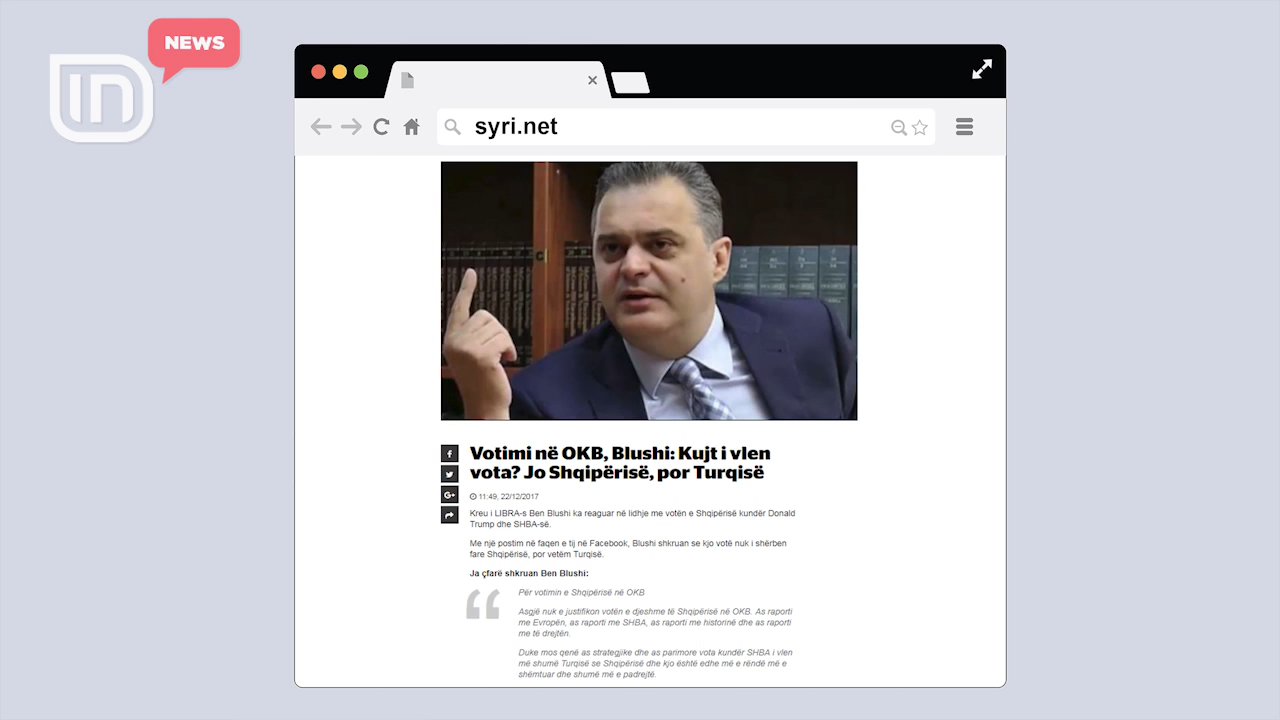 NEWS
IN
syri.net
Votimi në OKB, Blushi: Kujt i vlen
vota? Jo Shqipërisë, por Turqisë
11:49, 22/12/2017
Kreu i LIBRA-s Ben Blushi ka reaguar në lidhje me votën e Shqipërisë kundër Donald
Trump dhe SHBA-së.
Me një postim në faqen e tij në Facebook, Blushi shkruan se kjo votë nuk i shërben
fare Shqipërisë, por vetëm Turqisë.
Ja çfarë shkruan Ben Blushi:
Për votimin e Shqipërisë në OKB
Asgjë nuk e justifikon votën e djeshme të Shqipërisë në OKB. As raporti
me Evropën, as raporti me SHBA, as raporti me historinë dhe as raporti
me të drejtën.
Duke mos qenë as strategjike dhe as parimore vota kundër SHBA i vlen
më shumë Turqisë se Shqipërisë dhe kjo është edhe më e rëndë më e
shëmtuar dhe shumë më e padrejtë.